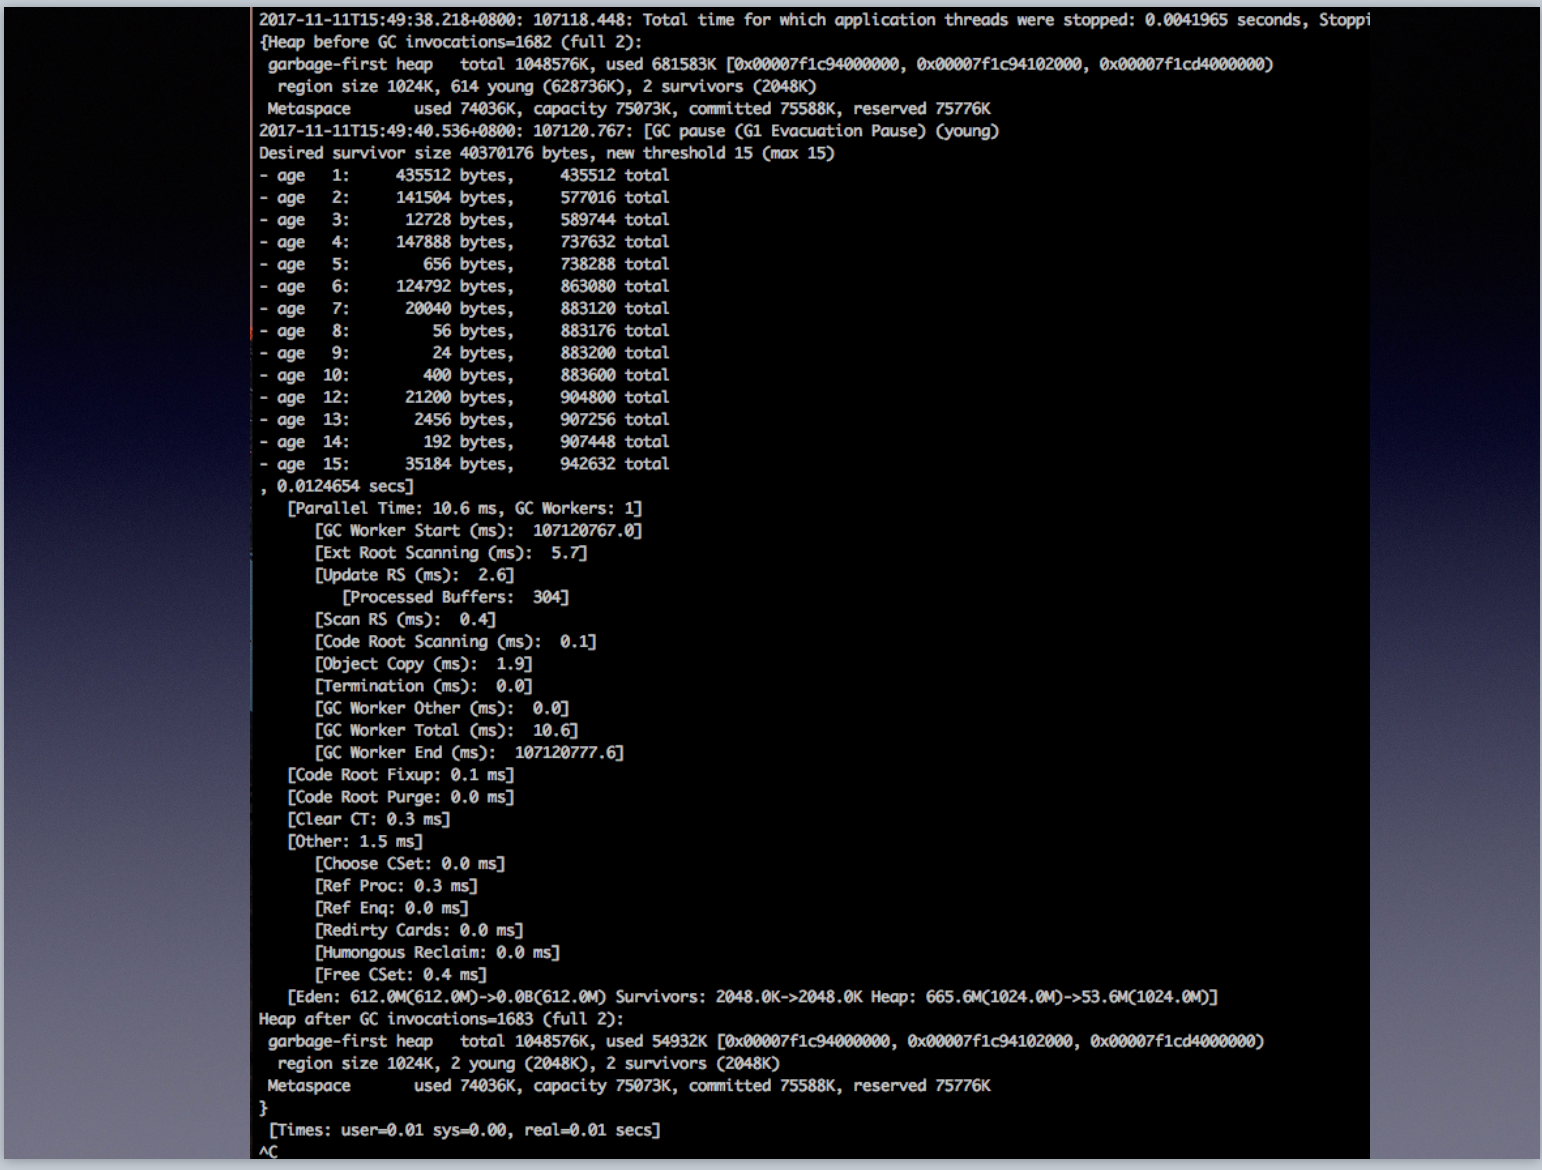 2017-11-11T15:49:38.218+0800: 107118.448: Total time for which application threads were stopped: 0.0041965 seconds, Stoppi
{Heap before GC invocations=1682 (full 2):
 garbage-first heap   total 1048576K, used 681583K [0x00007f1c94000000, 0x00007f1c94102000, 0x00007f1cd4000000)
  region size 1024K, 614 young (628736K), 2 survivors (2048K)
 Metaspace       used 74036K, capacity 75073K, committed 75588K, reserved 75776K
2017-11-11T15:49:40.536+0800: 107120.767: [GC pause (G1 Evacuation Pause) (young)
Desired survivor size 40370176 bytes, new threshold 15 (max 15)
- age   1:     435512 bytes,     435512 total
- age   2:     141504 bytes,     577016 total
- age   3:      12728 bytes,     589744 total
- age   4:     147888 bytes,     737632 total
- age   5:        656 bytes,     738288 total
- age   6:     124792 bytes,     863080 total
- age   7:      20040 bytes,     883120 total
- age   8:         56 bytes,     883176 total
- age   9:         24 bytes,     883200 total
- age  10:        400 bytes,     883600 total
- age  12:      21200 bytes,     904800 total
- age  13:       2456 bytes,     907256 total
- age  14:        192 bytes,     907448 total
- age  15:      35184 bytes,     942632 total
, 0.0124654 secs]
   [Parallel Time: 10.6 ms, GC Workers: 1]
      [GC Worker Start (ms):  107120767.0]
      [Ext Root Scanning (ms):  5.7]
      [Update RS (ms):  2.6]
         [Processed Buffers:  304]
      [Scan RS (ms):  0.4]
      [Code Root Scanning (ms):  0.1]
      [Object Copy (ms):  1.9]
      [Termination (ms):  0.0]
      [GC Worker Other (ms):  0.0]
      [GC Worker Total (ms):  10.6]
      [GC Worker End (ms):  107120777.6]
   [Code Root Fixup: 0.1 ms]
   [Code Root Purge: 0.0 ms]
   [Clear CT: 0.3 ms]
   [Other: 1.5 ms]
      [Choose CSet: 0.0 ms]
      [Ref Proc: 0.3 ms]
      [Ref Enq: 0.0 ms]
      [Redirty Cards: 0.0 ms]
      [Humongous Reclaim: 0.0 ms]
      [Free CSet: 0.4 ms]
   [Eden: 612.0M(612.0M)->0.0B(612.0M) Survivors: 2048.0K->2048.0K Heap: 665.6M(1024.0M)->53.6M(1024.0M)]
Heap after GC invocations=1683 (full 2):
 garbage-first heap   total 1048576K, used 54932K [0x00007f1c94000000, 0x00007f1c94102000, 0x00007f1cd4000000)
  region size 1024K, 2 young (2048K), 2 survivors (2048K)
 Metaspace       used 74036K, capacity 75073K, committed 75588K, reserved 75776K
}
 [Times: user=0.01 sys=0.00, real=0.01 secs]
^C